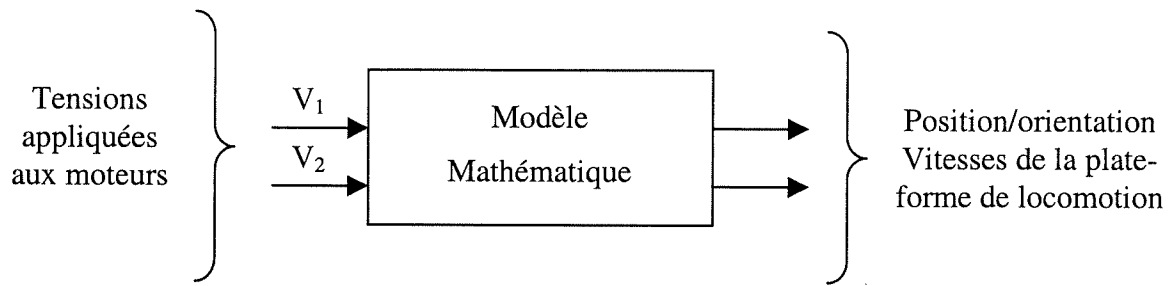 Tensions
appliquées
aux moteurs
V₁
V₂
Modèle
Mathématique
Position/orientation
Vitesses de la plate-
forme de locomotion